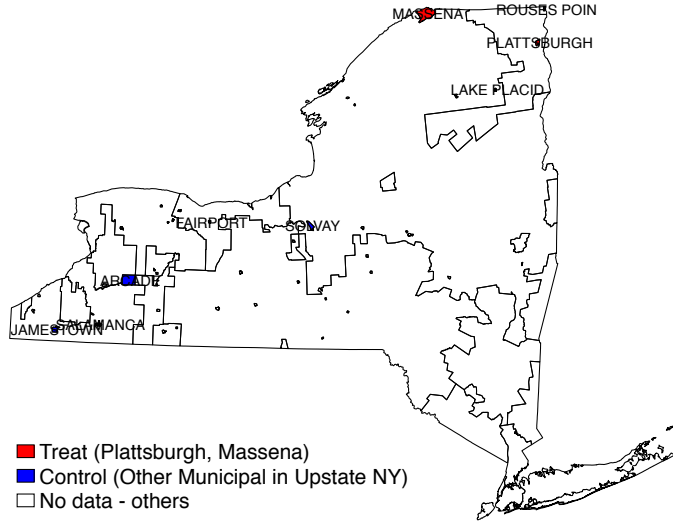 ROUSES POIN
MASSENA
PLATTSBURGH
LAKE PLACID
FAIRPORT
SOLVAY
ARCADE
SALAMANCA
JAMESTOWN
Treat (Plattsburgh, Massena)
Control (Other Municipal in Upstate NY)
No data - others